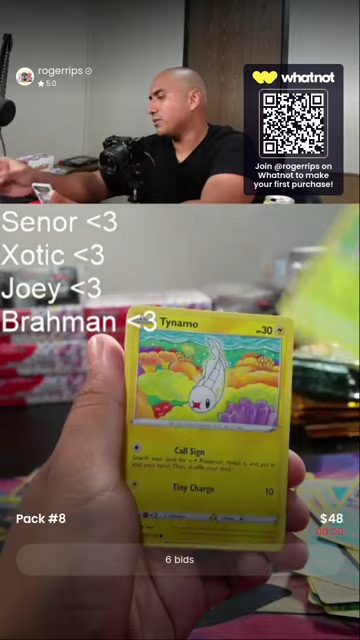 rogerrips
5.0
whatnot
Join @rogerrips on
Whatnot to make
your first purchase!
Senor <3
Xotic <3
Joey <3
Brahman <3
Tynamo
30
Call Sign
Tiny Charge 10
Pack #8
$48
6 bids